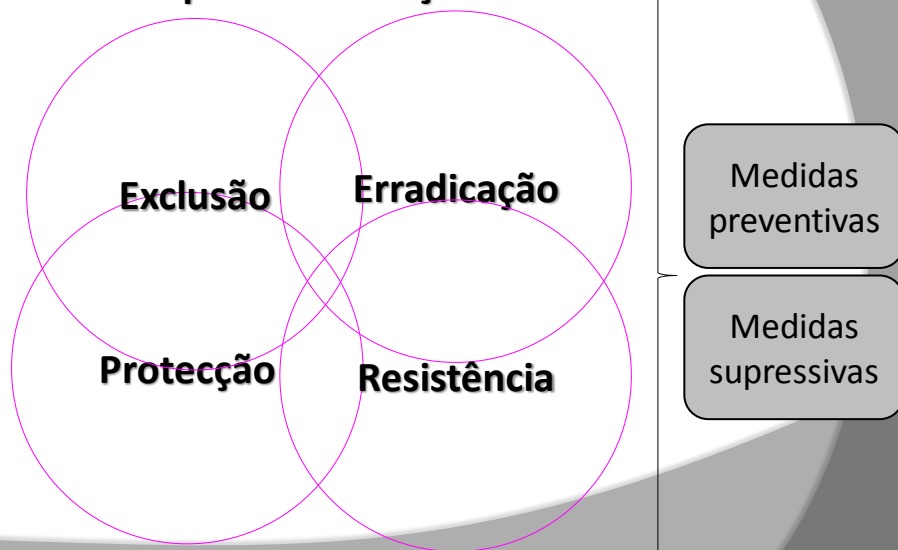 Exclusão
Erradicação
Protecção
Resistência
Medidas
preventivas
Medidas
supressivas